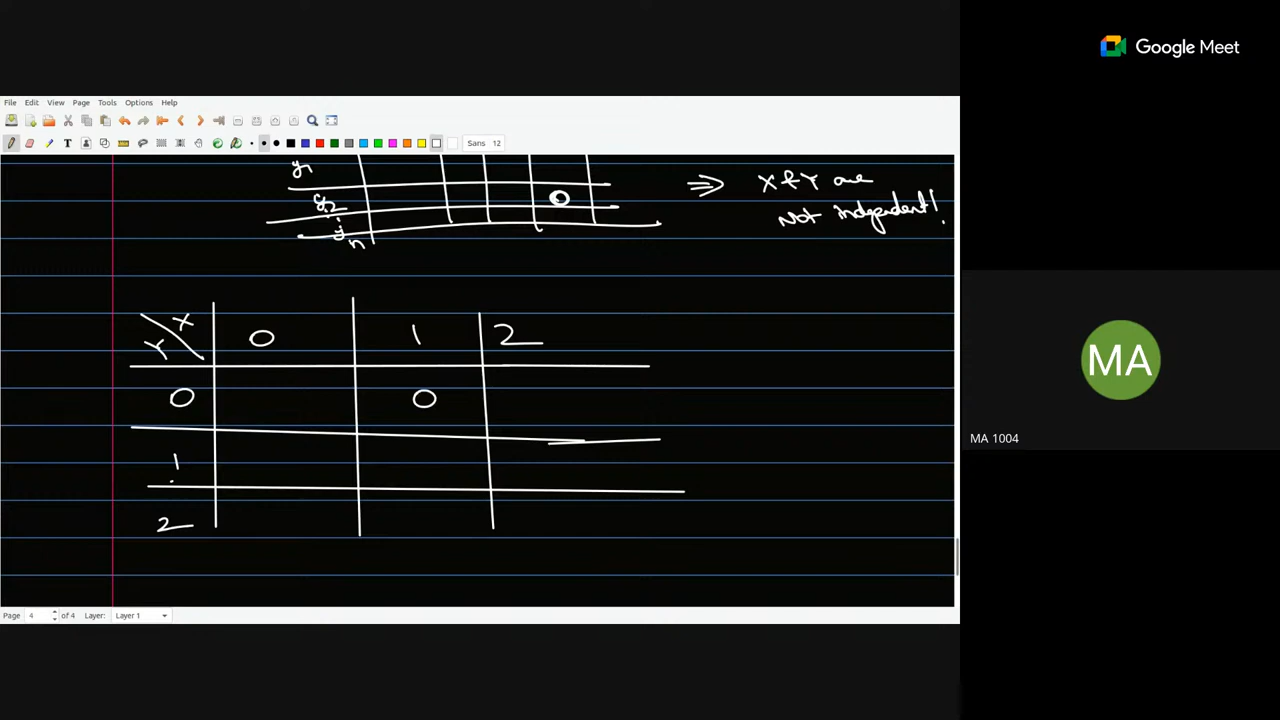 Google Meet
File Edit View Page Tools Options Help
T Sans 12
y1
y2 0
yn
⇒ X & Y are
Not independent!
X
Y 0 1 2
0 0
1
2
MA
MA 1004
Page 4 of 4 Layer: Layer 1